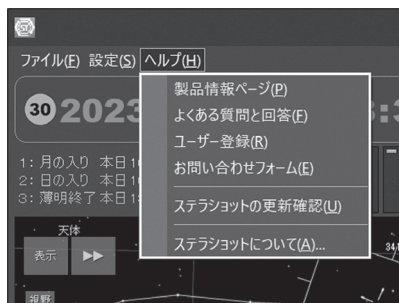 ファイル(F) 設定(S) ヘルプ(H)
製品情報ページ(P)
よくある質問と回答(F)
ユーザー登録(R)
お問い合わせフォーム(E)
ステラショットの更新確認(U)
ステラショットについて(A)...
30 2023
1: 月の入り 本日1
2: 日の入り 本日1
3: 薄明終了 本日1
天体
表示
視野